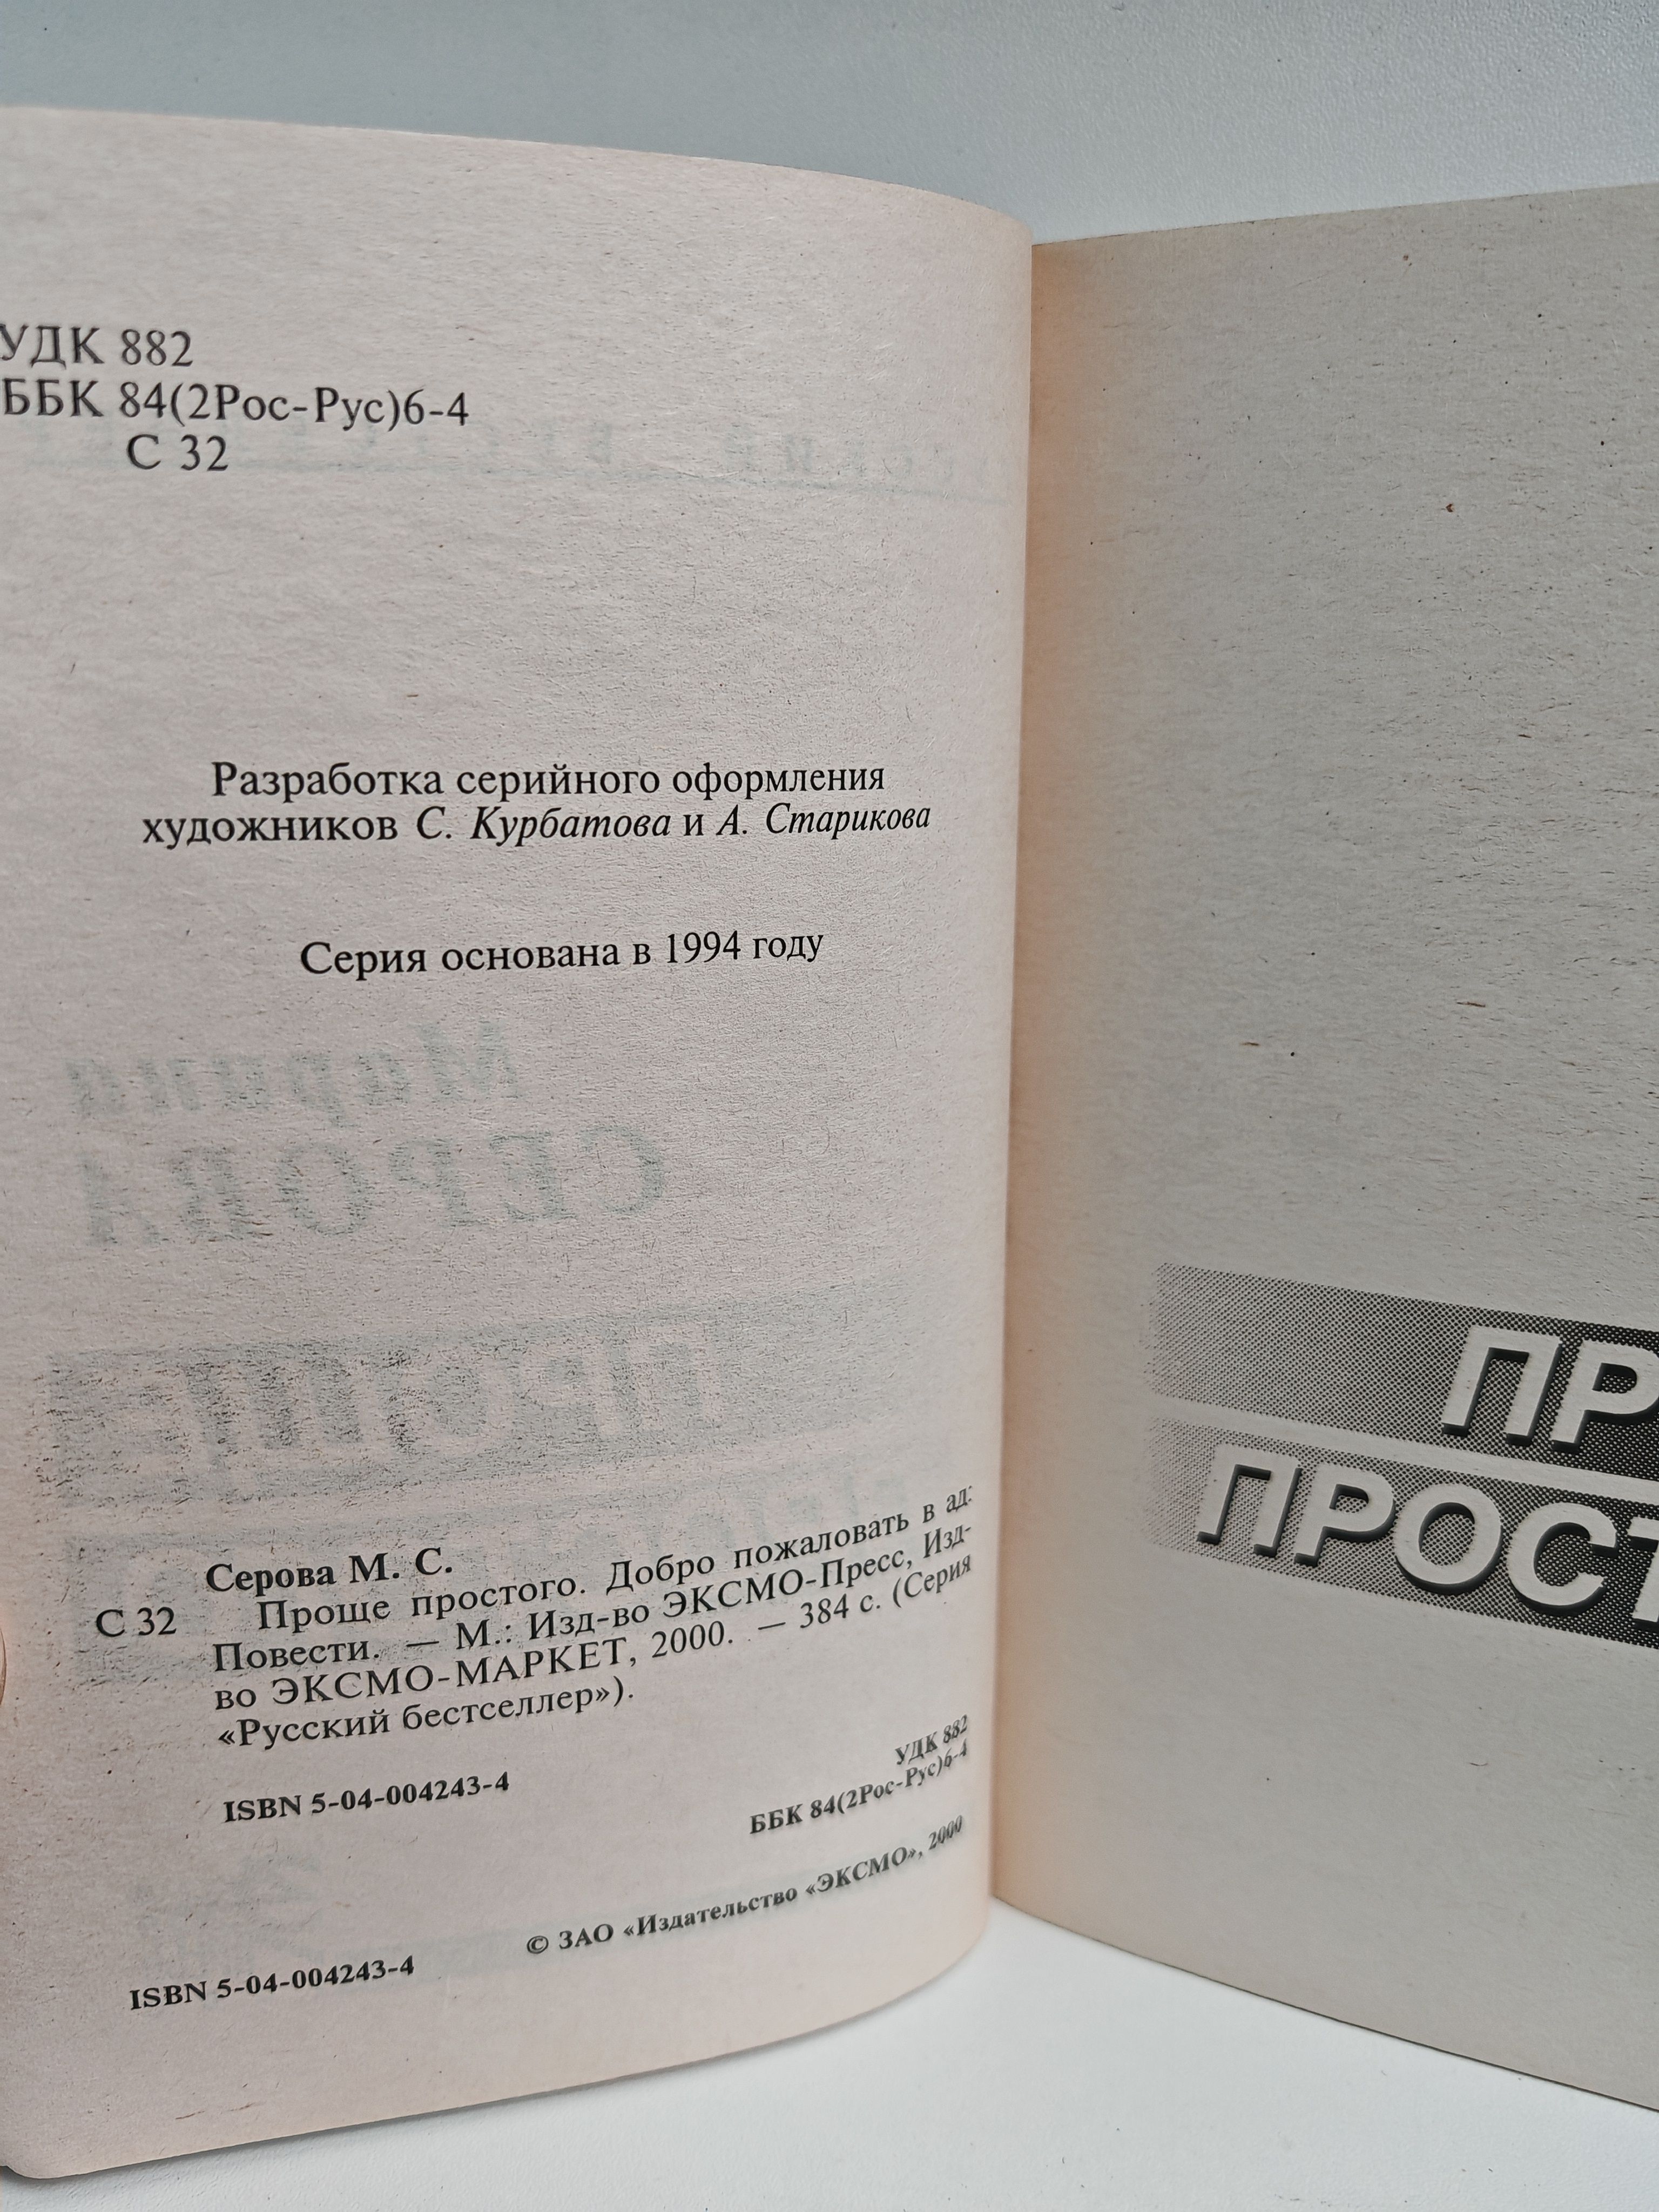 УДК 882
ББК 84(2Рос-Рус)6-4
С 32
Разработка серийного оформления
художников С. Курбатова и А. Старикова
Серия основана в 1994 году
Марина
СЕРОВА
ПРОЩЕ
Серова М. С.
С 32 Проще простого. Добро пожаловать в ад:
Повести. — М.: Изд-во ЭКСМО-Пресс, Изд-
во ЭКСМО-МАРКЕТ, 2000. — 384 с. (Серия
«Русский бестселлер»).
ISBN 5-04-004243-4
УДК 882
ББК 84(2Рос-Рус)6-4
© ЗАО «Издательство «ЭКСМО», 2000
ISBN 5-04-004243-4
ПР
ПРОСТ